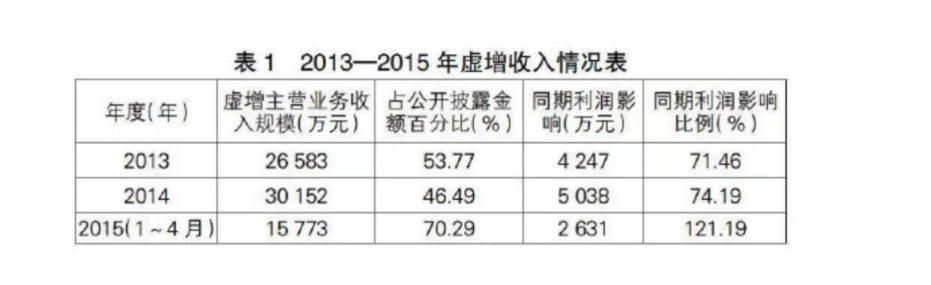 表1 2013—2015年虚增收入情况表
年度(年) 虚增主营业务收入规模(万元) 占公开披露金额百分比(%) 同期利润影响(万元) 同期利润影响比例(%)
2013 26 583 53.77 4 247 71.46
2014 30 152 46.49 5 038 74.19
2015(1~4月) 15 773 70.29 2 631 121.19